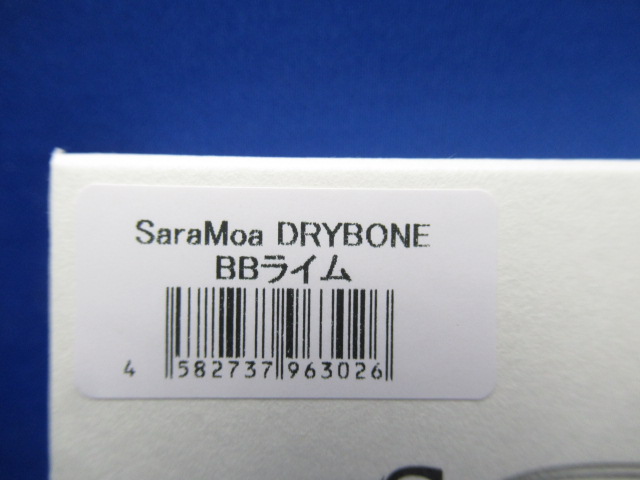 SaraMoa DRYBONE
BBライム
4 582737 963026
S